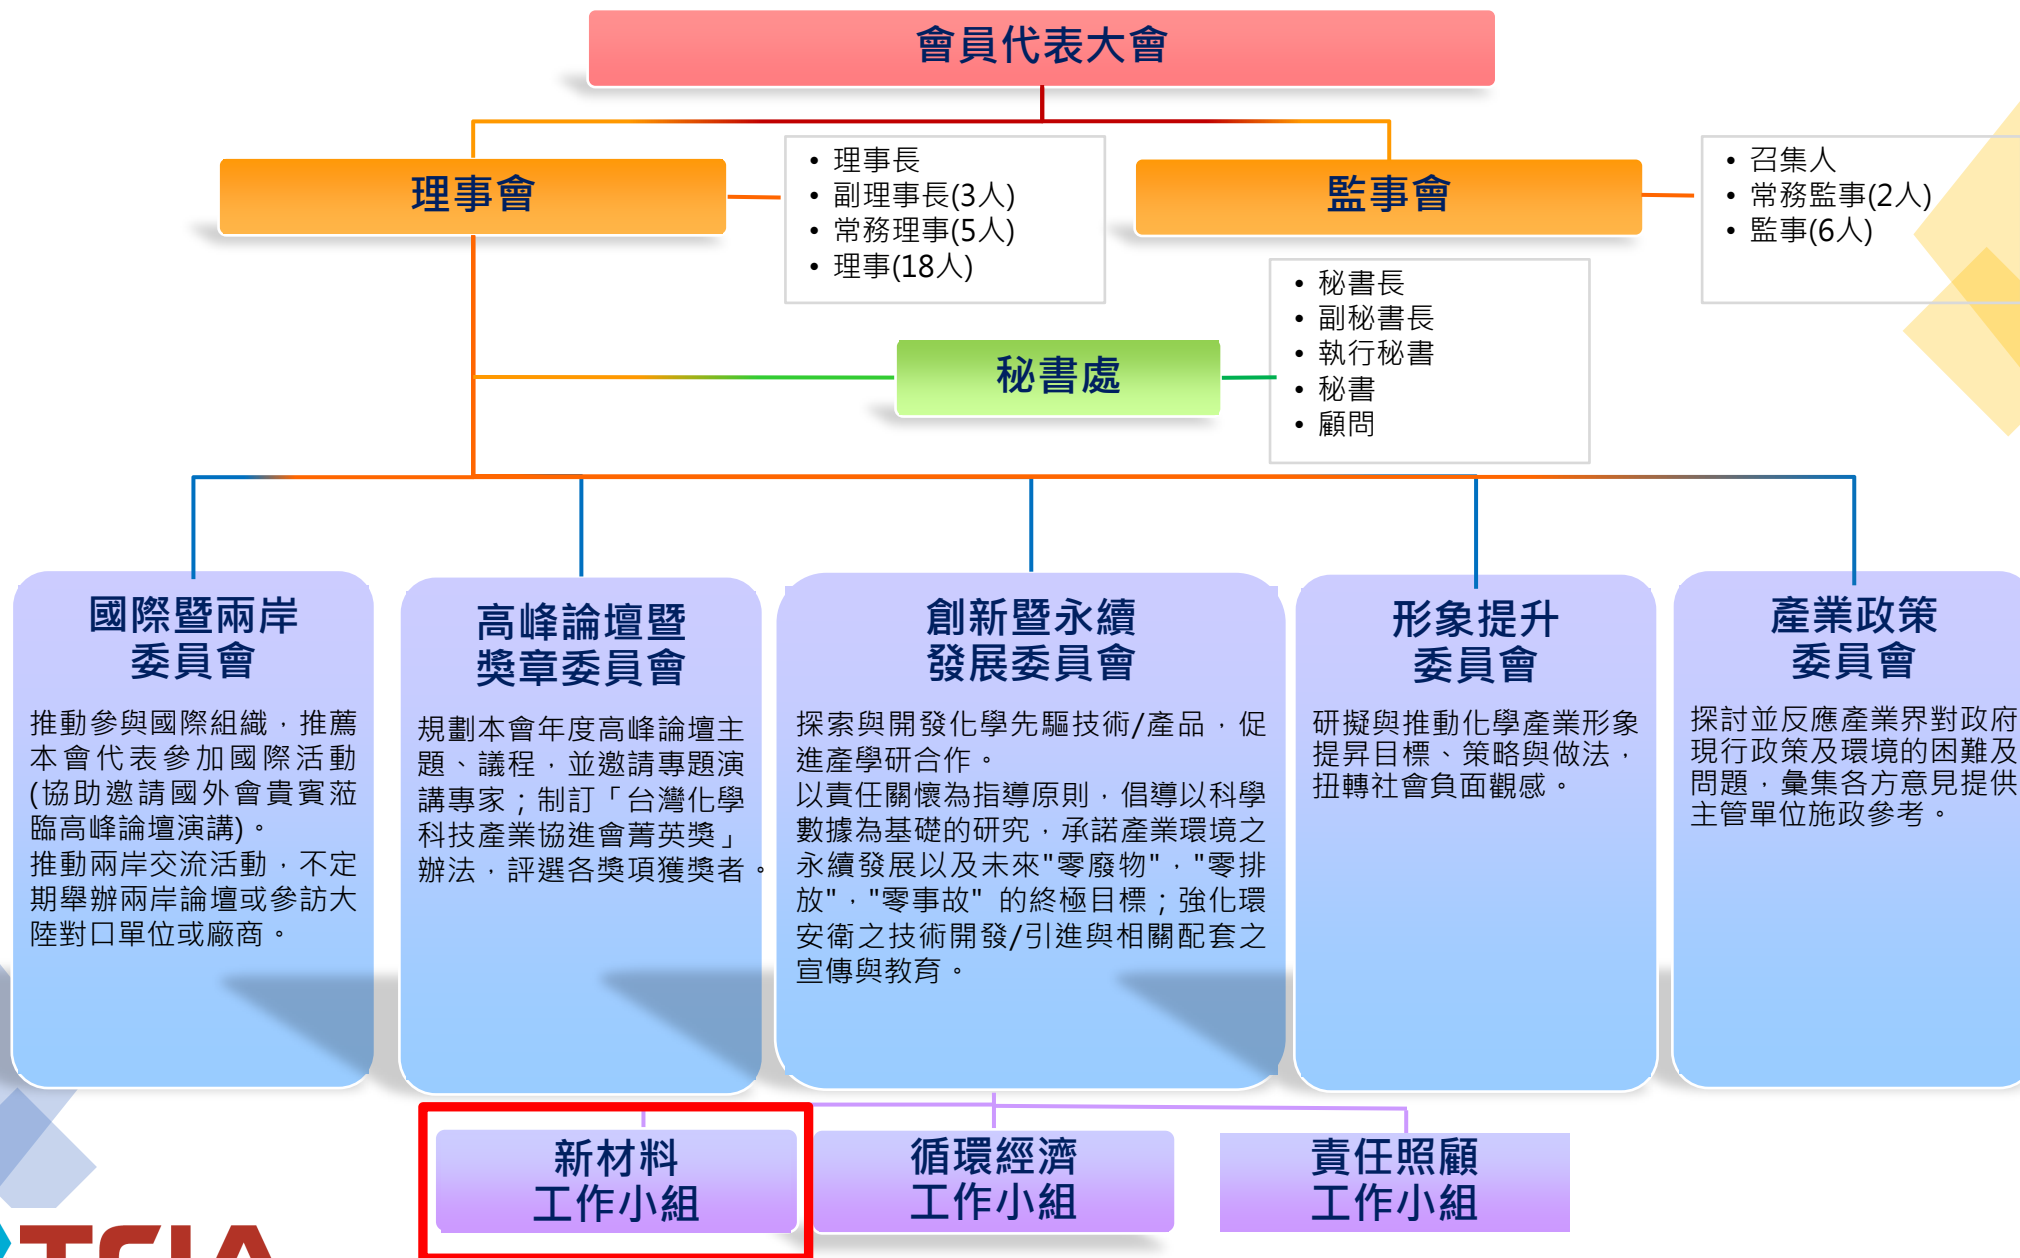 會員代表大會
理事會
• 理事長
• 副理事長(3人)
• 常務理事(5人)
• 理事(18人)
監事會
• 召集人
• 常務監事(2人)
• 監事(6人)
秘書處
• 秘書長
• 副秘書長
• 執行秘書
• 秘書
• 顧問
國際暨兩岸
委員會
推動參與國際組織，推薦
本會代表參加國際活動
(協助邀請國外會貴賓蒞
臨高峰論壇演講)。
推動兩岸交流活動，不定
期舉辦兩岸論壇或參訪大
陸對口單位或廠商。
高峰論壇暨
獎章委員會
規劃本會年度高峰論壇主
題、議程，並邀請專題演
講專家；制訂「台灣化學
科技產業協進會菁英獎」
辦法，評選各獎項獲獎者。
創新暨永續
發展委員會
探索與開發化學先驅技術/產品，促
進產學研合作。
以責任關懷為指導原則，倡導以科學
數據為基礎的研究，承諾產業環境之
永續發展以及未來"零廢物"，"零排
放"，"零事故" 的終極目標；強化環
安衛之技術開發/引進與相關配套之
宣傳與教育。
形象提升
委員會
研擬與推動化學產業形象
提昇目標、策略與做法，
扭轉社會負面觀感。
產業政策
委員會
探討並反應產業界對政府
現行政策及環境的困難及
問題，彙集各方意見提供
主管單位施政參考。
新材料
工作小組
循環經濟
工作小組
責任照顧
工作小組
TCIA